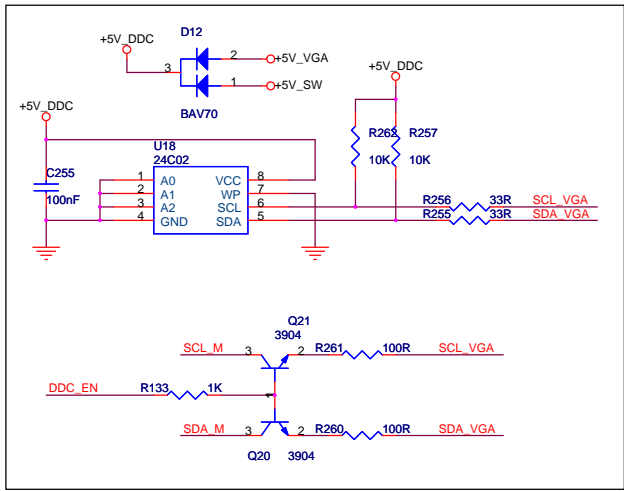 D12
+5V_DDC
2
+5V_VGA
3
1
+5V_SW
+5V_DDC
BAV70
+5V_DDC
U18
24C02
R262
R257
10K
10K
C255
100nF
1
A0
VCC
8
2
A1
WP
7
3
A2
SCL
6
4
GND
SDA
5
R256
33R
SCL_VGA
R255
33R
SDA_VGA
Q21
3904
SCL_M
3
2
R261
100R
SCL_VGA
DDC_EN
R133
1K
1
SDA_M
3
2
R260
100R
SDA_VGA
Q20
3904